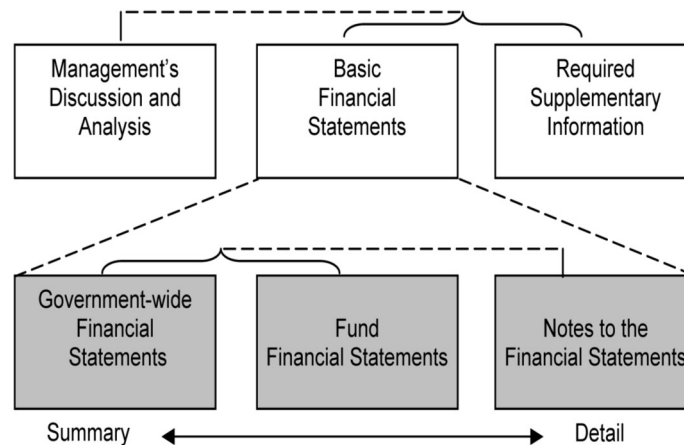 Management's
Discussion and
Analysis
Basic
Financial
Statements
Required
Supplementary
Information
Government-wide
Financial
Statements
Fund
Financial Statements
Notes to the
Financial Statements
Summary
Detail